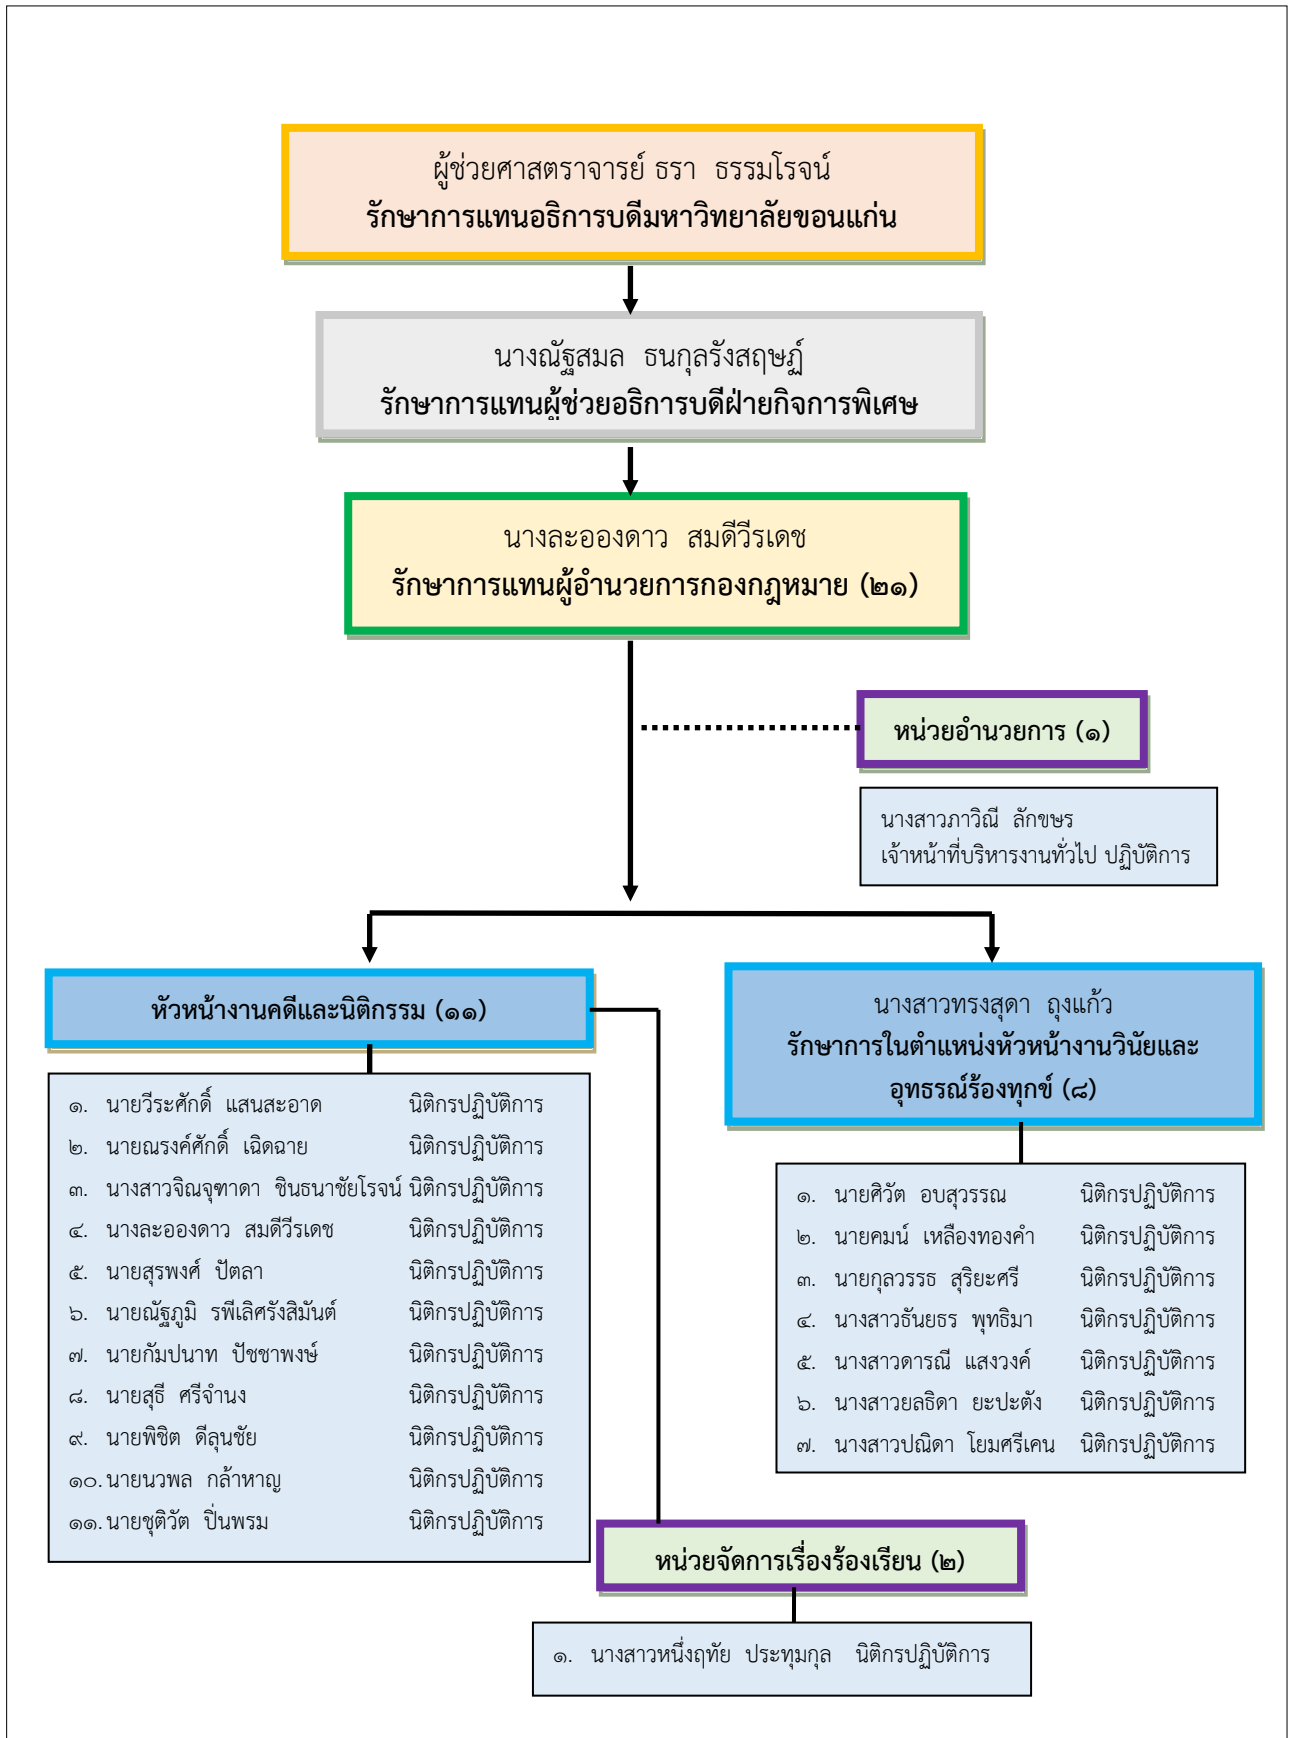 ผู้ช่วยศาสตราจารย์ ธรา ธรรมโรจน์
รักษาการแทนอธิการบดีมหาวิทยาลัยขอนแก่น
นางณัฐสมล ธนกุลรังสฤษฏ์
รักษาการแทนผู้ช่วยอธิการบดีฝ่ายกิจการพิเศษ
นางละอองดาว สมดีวีรเดช
รักษาการแทนผู้อำนวยการกองกฎหมาย (๒๑)
หน่วยอำนวยการ (๑)
นางสาวภาวิณี ลักขษร
เจ้าหน้าที่บริหารงานทั่วไป ปฏิบัติการ
หัวหน้างานคดีและนิติกรรม (๑๑)
๑. นายวีระศักดิ์ แสนสะอาด นิติกรปฏิบัติการ
๒. นายณรงค์ศักดิ์ เฉิดฉาย นิติกรปฏิบัติการ
๓. นางสาวจิณจุฑาดา ชินธนาชัยโรจน์ นิติกรปฏิบัติการ
๔. นางละอองดาว สมดีวีรเดช นิติกรปฏิบัติการ
๕. นายสุรพงศ์ ปัตลา นิติกรปฏิบัติการ
๖. นายณัฐภูมิ รพีเลิศรังสิมันต์ นิติกรปฏิบัติการ
๗. นายกัมปนาท ปัชชาพงษ์ นิติกรปฏิบัติการ
๘. นายสุธี ศรีจำนง นิติกรปฏิบัติการ
๙. นายพิชิต ดีลุนชัย นิติกรปฏิบัติการ
๑๐. นายนวพล กล้าหาญ นิติกรปฏิบัติการ
๑๑. นายชุติวัต ปิ่นพรม นิติกรปฏิบัติการ
นางสาวทรงสุดา ถุงแก้ว
รักษาการในตำแหน่งหัวหน้างานวินัยและ
อุทธรณ์ร้องทุกข์ (๘)
๑. นายศิวัต อบสุวรรณ นิติกรปฏิบัติการ
๒. นายคมน์ เหลืองทองคำ นิติกรปฏิบัติการ
๓. นายกุลวรรธ สุริยะศรี นิติกรปฏิบัติการ
๔. นางสาวธันยธร พุทธิมา นิติกรปฏิบัติการ
๕. นางสาวดารณี แสงวงค์ นิติกรปฏิบัติการ
๖. นางสาวยลธิดา ยะปะตัง นิติกรปฏิบัติการ
๗. นางสาวปณิดา โยมศรีเคน นิติกรปฏิบัติการ
หน่วยจัดการเรื่องร้องเรียน (๒)
๑. นางสาวหนึ่งฤทัย ประทุมกุล นิติกรปฏิบัติการ